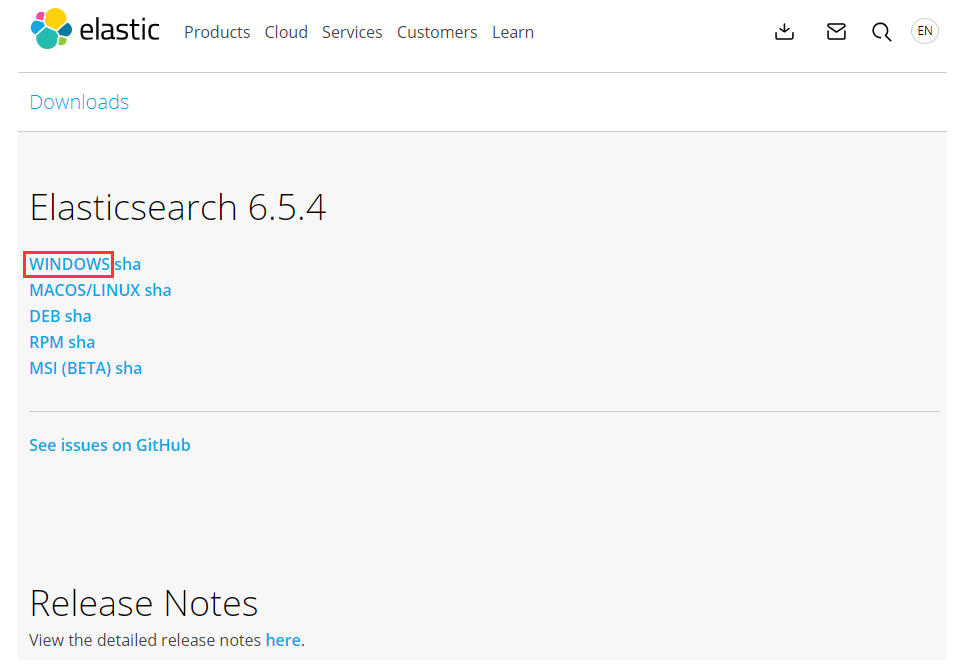 elastic Products Cloud Services Customers Learn EN
Downloads
Elasticsearch 6.5.4
WINDOWS sha
MACOS/LINUX sha
DEB sha
RPM sha
MSI (BETA) sha
See issues on GitHub
Release Notes
View the detailed release notes here.